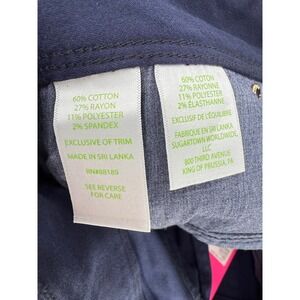 60% COTTON
27% RAYON
11% POLYESTER
2% SPANDEX
EXCLUSIVE OF TRIM
MADE IN SRI LANKA
RN#88189
SEE REVERSE
FOR CARE
60% COTON
27% RAYONNE
11% POLYESTER
2% ÉLASTHANNE
EXCLUSIF DE L'ÉQUILIBRE
FABRIQUE EN SRI LANKA
SUGARTOWN WORLDWIDE,
LLC
800 THIRD AVENUE
KING OF PRUSSIA, PA